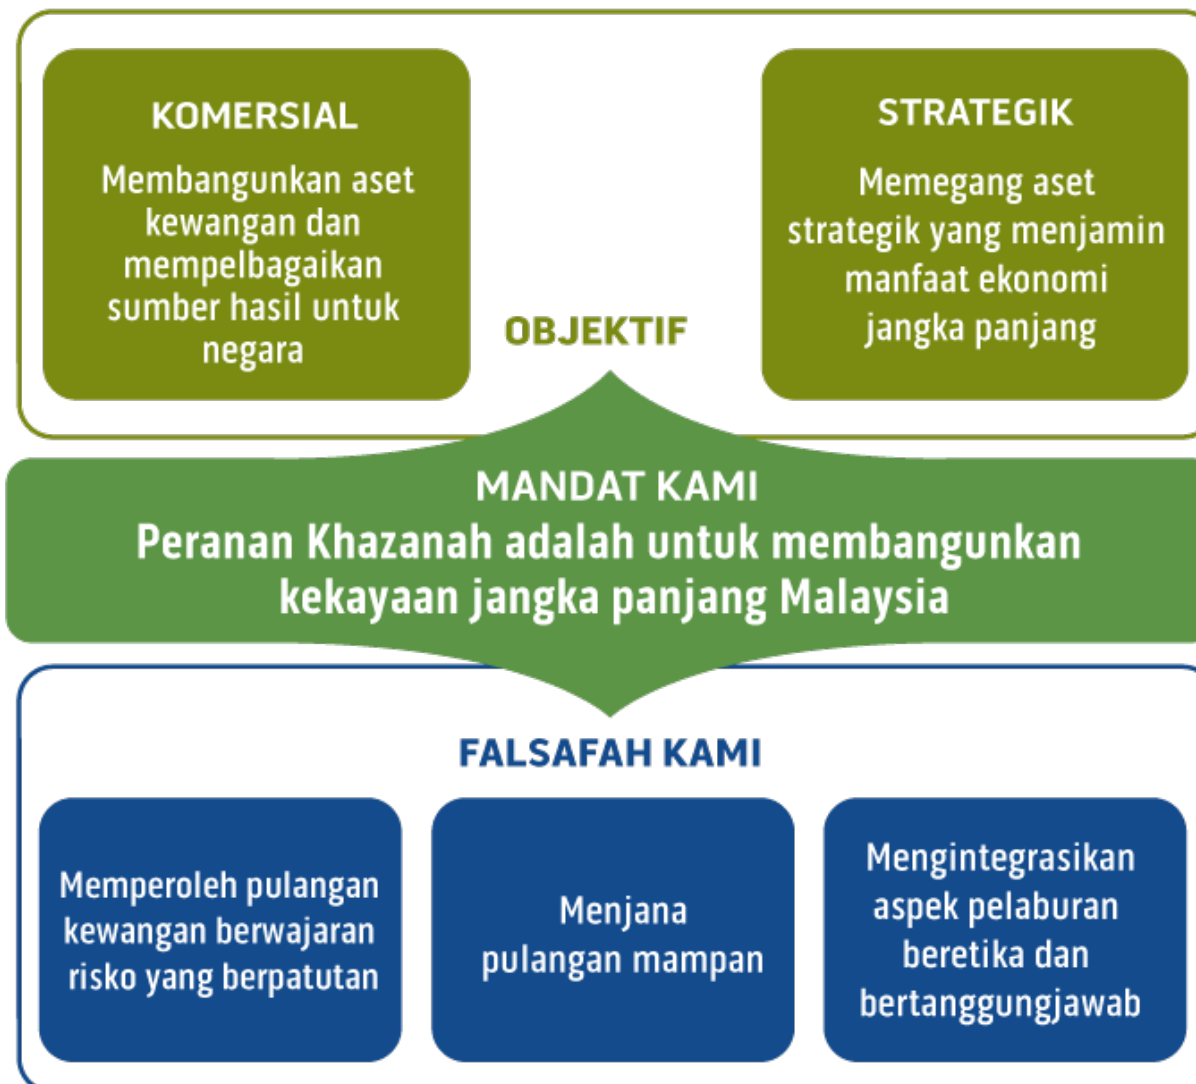 KOMERSIAL
Membangunkan aset
kewangan dan
mempelbagaikan
sumber hasil untuk
negara
STRATEGIK
Memegang aset
strategik yang menjamin
manfaat ekonomi
jangka panjang
OBJEKTIF
MANDAT KAMI
Peranan Khazanah adalah untuk membangunkan
kekayaan jangka panjang Malaysia
FALSAFAH KAMI
Memperoleh pulangan
kewangan berwajaran
risko yang berpatutan
Menjana
pulangan mampan
Mengintegrasikan
aspek pelaburan
beretika dan
bertanggungjawab